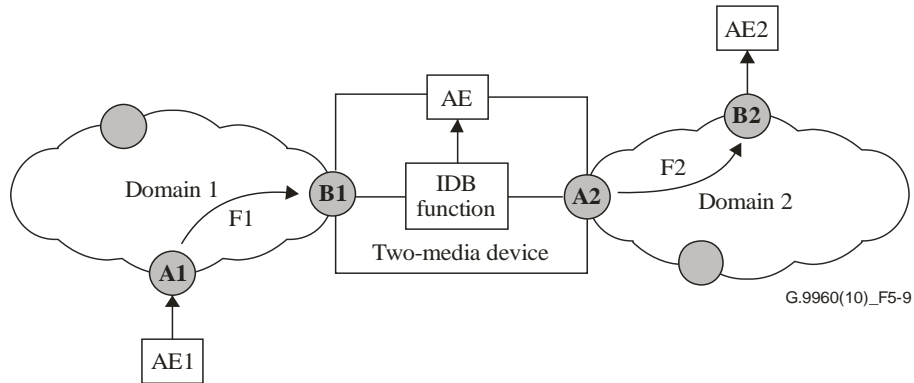 AE2
AE
B2
F2
Domain 1
B1
IDB
function
A2
Domain 2
F1
Two-media device
A1
G.9960(10)_F5-9
AE1